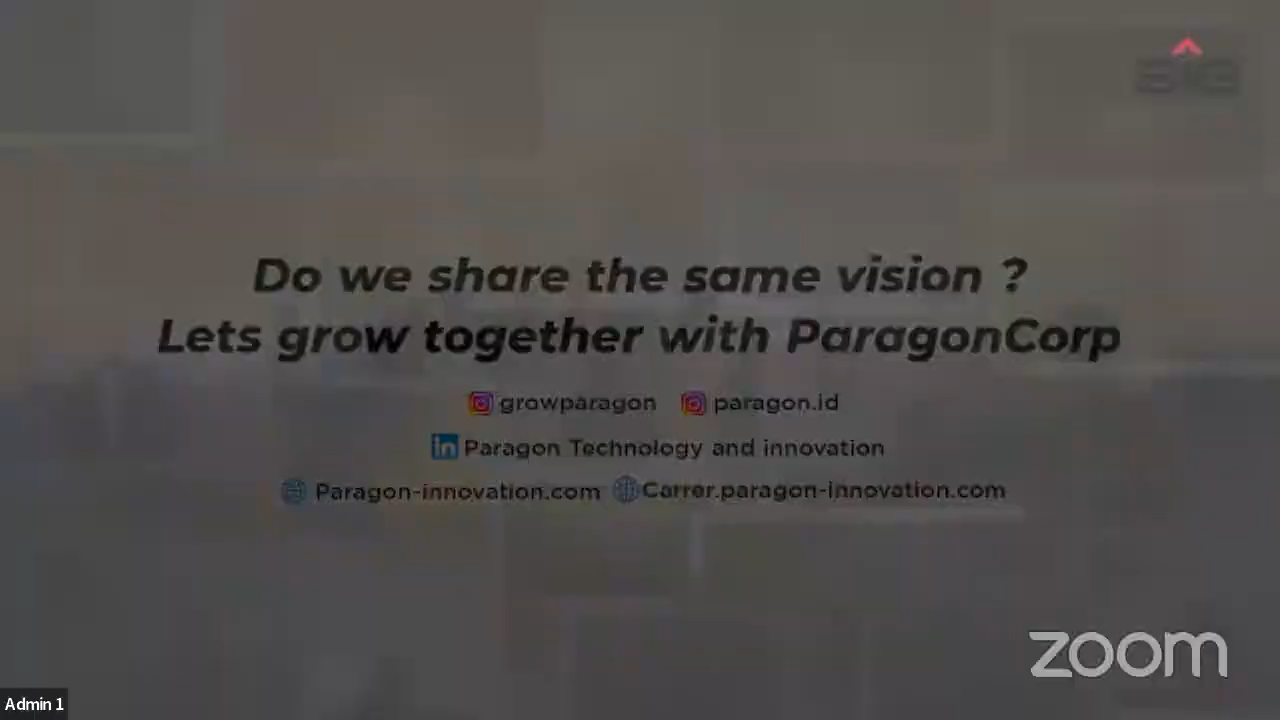 Do we share the same vision ?
Lets grow together with ParagonCorp
growparagon paragon.id
in Paragon Technology and innovation
Paragon-innovation.com Carrer.paragon-innovation.com
zoom
Admin 1